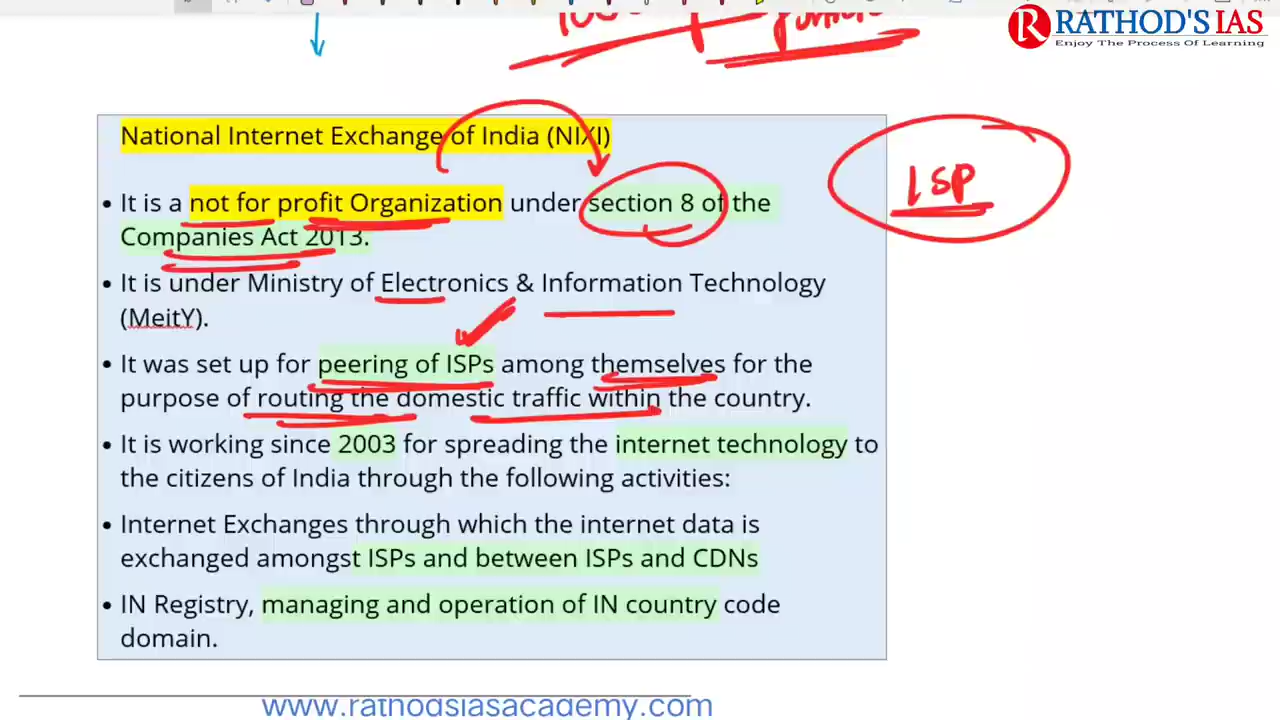 RATHOD'S IAS
Enjoy The Process Of Learning
National Internet Exchange of India (NIXI)
ISP
• It is a not for profit Organization under section 8 of the
Companies Act 2013.
• It is under Ministry of Electronics & Information Technology
(MeitY).
• It was set up for peering of ISPs among themselves for the
purpose of routing the domestic traffic within the country.
• It is working since 2003 for spreading the internet technology to
the citizens of India through the following activities:
• Internet Exchanges through which the internet data is
exchanged amongst ISPs and between ISPs and CDNs
• IN Registry, managing and operation of IN country code
domain.
www.rathodsiasacademy.com